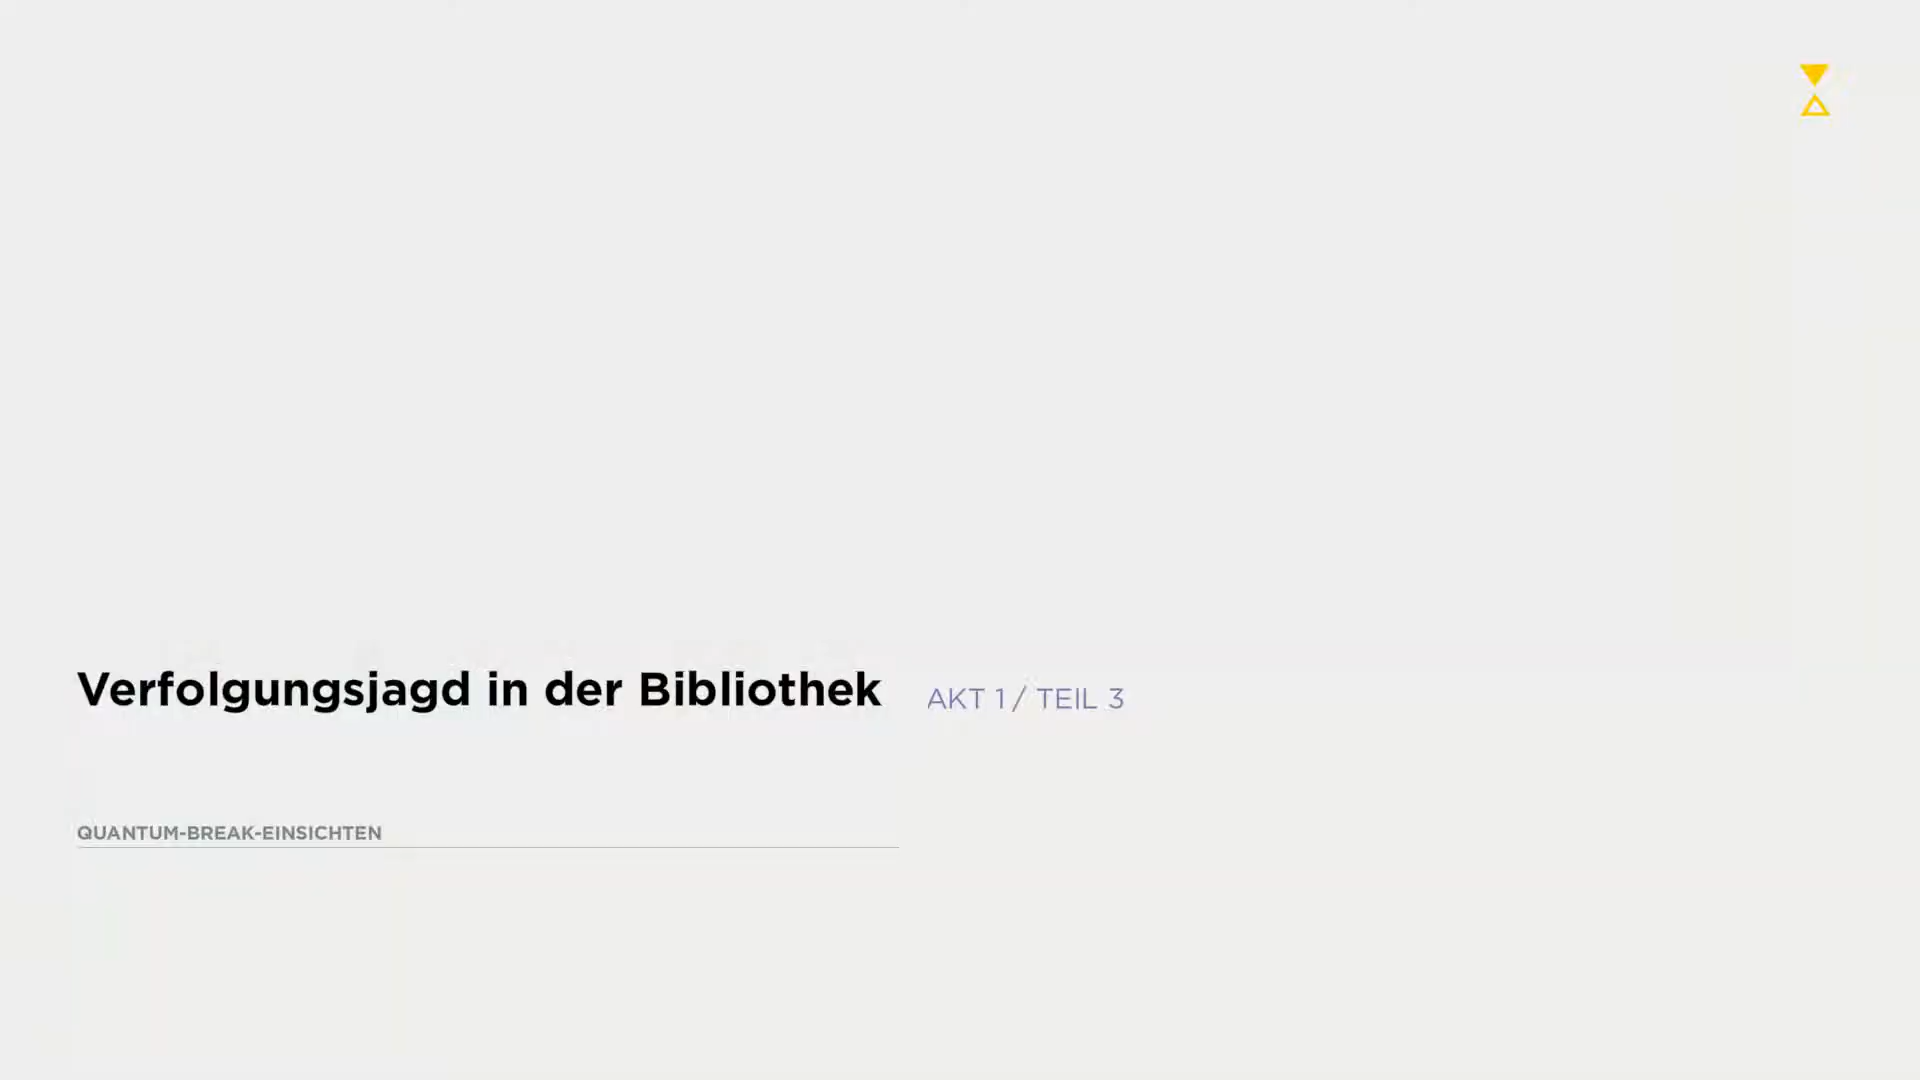 Verfolgungsjagd in der Bibliothek AKT 1 / TEIL 3
QUANTUM-BREAK-EINSICHTEN